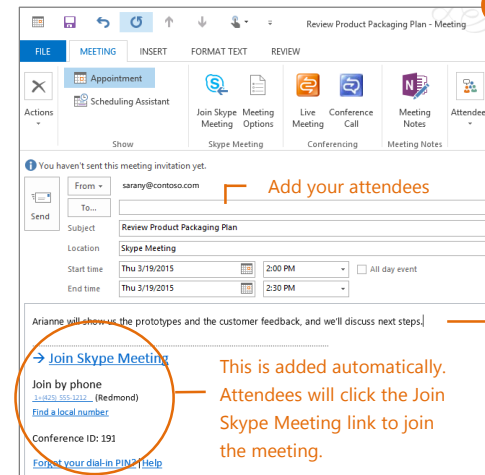 Review Product Packaging Plan - Meeting
FILE MEETING INSERT FORMAT TEXT REVIEW
Actions
Appointment
Scheduling Assistant
Show
Join Skype Meeting
Meeting Options
Skype Meeting
Live Meeting
Conference Call
Conferencing
Meeting Notes
Meeting Notes
Attendee
You haven't sent this meeting invitation yet.
Send
From sarany@contoso.com
Add your attendees
To...
Subject Review Product Packaging Plan
Location Skype Meeting
Start time Thu 3/19/2015 2:00 PM All day event
End time Thu 3/19/2015 2:30 PM
Arianne will show us the prototypes and the customer feedback, and we'll discuss next steps.
→ Join Skype Meeting
Join by phone
1+(425) 555-1212 (Redmond)
Find a local number
Conference ID: 191
Forgot your dial-in PIN? | Help
This is added automatically.
Attendees will click the Join
Skype Meeting link to join
the meeting.